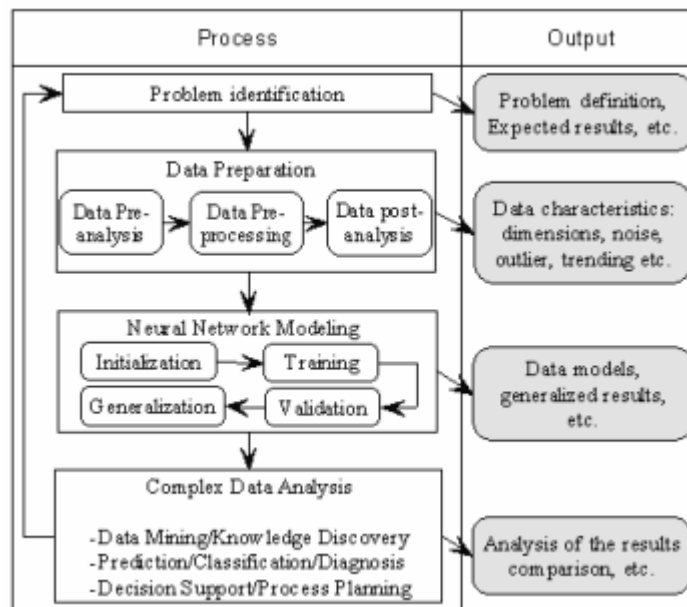 Process
Output
Problem identification
Problem definition,
Expected results, etc.
Data Preparation
Data Pre-
analysis
Data Pre-
processing
Data post-
analysis
Data characteristics:
dimensions, noise,
outlier, trending etc.
Neural Network Modeling
Initialization
Training
Generalization
Validation
Data models,
generalized results,
etc.
Complex Data Analysis
-Data Mining/Knowledge Discovery
-Prediction/Classification/Diagnosis
-Decision Support/Process Planning
Analysis of the results
comparison, etc.